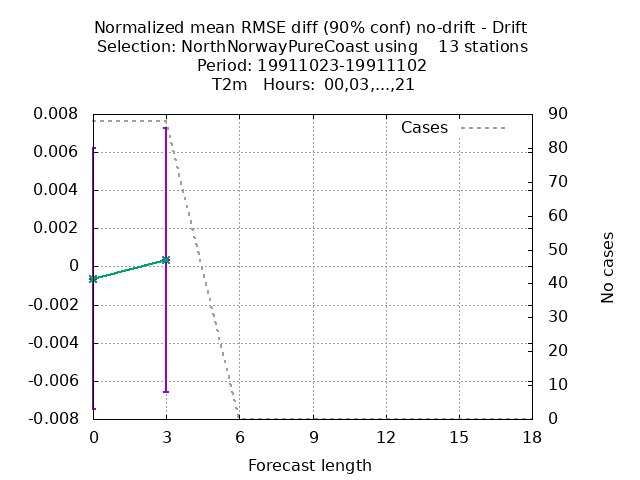 Normalized mean RMSE diff (90% conf) no-drift - Drift
Selection: NorthNorwayPureCoast using    13 stations
Period: 19911023-19911102
T2m   Hours:  00,03,...,21
0.008
0.006
0.004
0.002
0
-0.002
-0.004
-0.006
-0.008
Cases
90
80
70
60
50
40
30
20
10
0
No cases
0 3 6 9 12 15 18
Forecast length